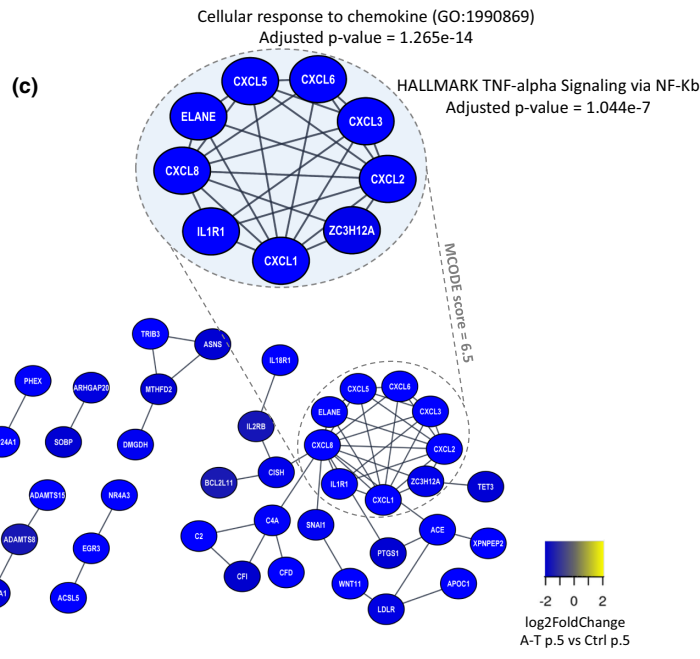 Cellular response to chemokine (GO:1990869)
Adjusted p-value = 1.265e-14
(c)
HALLMARK TNF-alpha Signaling via NF-Kb
Adjusted p-value = 1.044e-7
CXCL5
CXCL6
ELANE
CXCL3
CXCL8
CXCL2
IL1R1
ZC3H12A
CXCL1
MCODE score = 6.5
TRIB3
ASNS
IL18R1
PHEX
ARHGAP20
MTHFD2
CXCL5
CXCL6
ELANE
CXCL3
24A1
SOBP
DMGDH
IL2RB
CXCL8
CXCL2
BCL2L11
CISH
IL1R1
ZC3H12A
TET3
ADAMTS15
NR4A3
CXCL1
C4A
SNAI1
ACE
C2
XPNPEP2
ADAMTS8
EGR3
PTGS1
CFI
CFD
WNT11
APOC1
A1
ACSL5
LDLR
-2 0 2
log2FoldChange
A-T p.5 vs Ctrl p.5